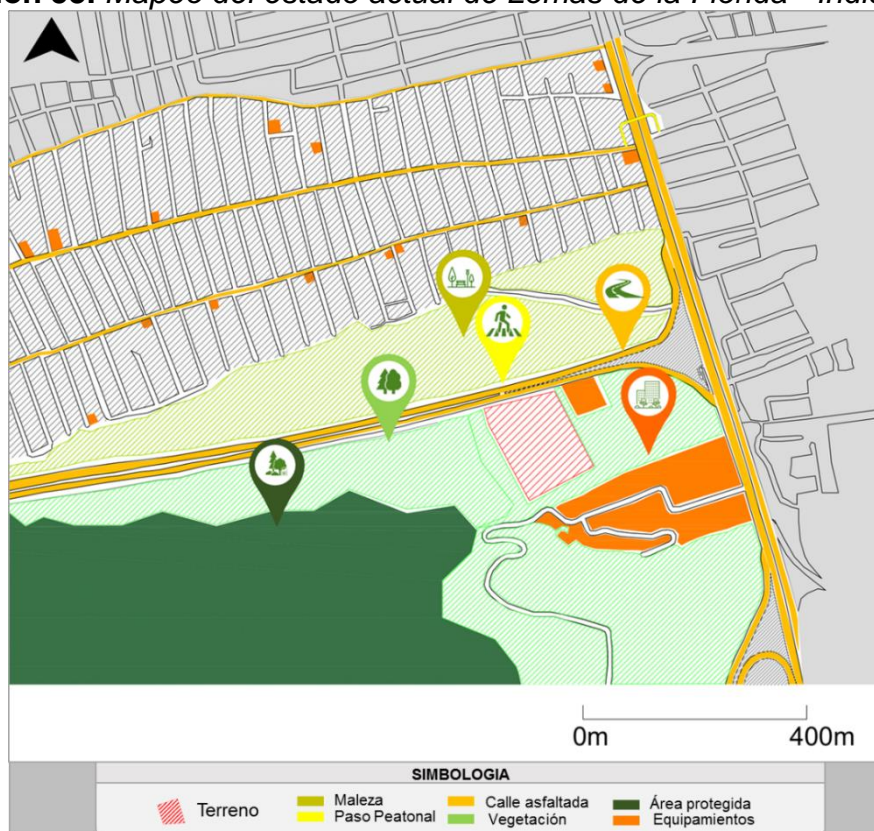 Mapeo del estado actual de Lomas de la Florida
0m 400m
SIMBOLOGIA
Terreno
Maleza
Paso Peatonal
Calle asfaltada
Vegetación
Área protegida
Equipamientos